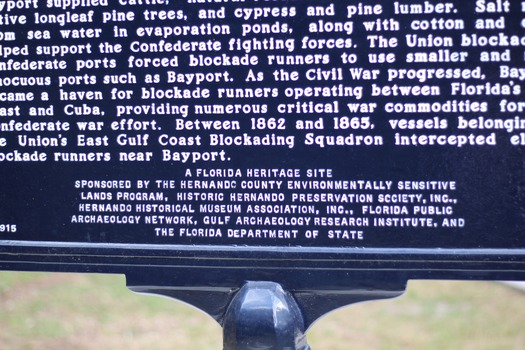 yport supplied cattle, natural
tive longleaf pine trees, and cypress and pine lumber. Salt
om sea water in evaporation ponds, along with cotton and
lped support the Confederate fighting forces. The Union blockad
nfederate ports forced blockade runners to use smaller and
nocuous ports such as Bayport. As the Civil War progressed, Bay
came a haven for blockade runners operating between Florida's
ast and Cuba, providing numerous critical war commodities for
nfederate war effort. Between 1862 and 1865, vessels belongin
e Union's East Gulf Coast Blockading Squadron intercepted el
ockade runners near Bayport.
A FLORIDA HERITAGE SITE
SPONSORED BY THE HERNANDO COUNTY ENVIRONMENTALLY SENSITIVE
LANDS PROGRAM, HISTORIC HERNANDO PRESERVATION SOCIETY, INC.,
HERNANDO HISTORICAL MUSEUM ASSOCIATION, INC., FLORIDA PUBLIC
ARCHAEOLOGY NETWORK, GULF ARCHAEOLOGY RESEARCH INSTITUTE, AND
THE FLORIDA DEPARTMENT OF STATE
915